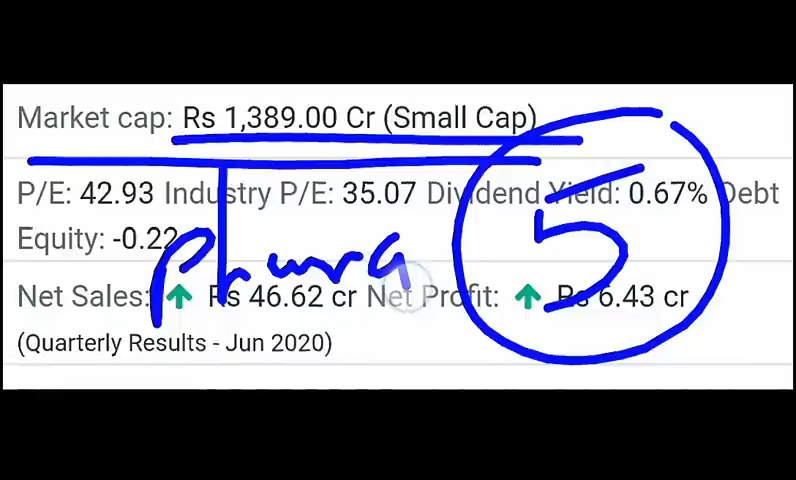 Market cap: Rs 1,389.00 Cr (Small Cap)
P/E: 42.93 Industry P/E: 35.07 Dividend Yield: 0.67% Debt
Equity: -0.22
Net Sales: Rs 46.62 cr Net Profit: Rs 6.43 cr
(Quarterly Results - Jun 2020)
5